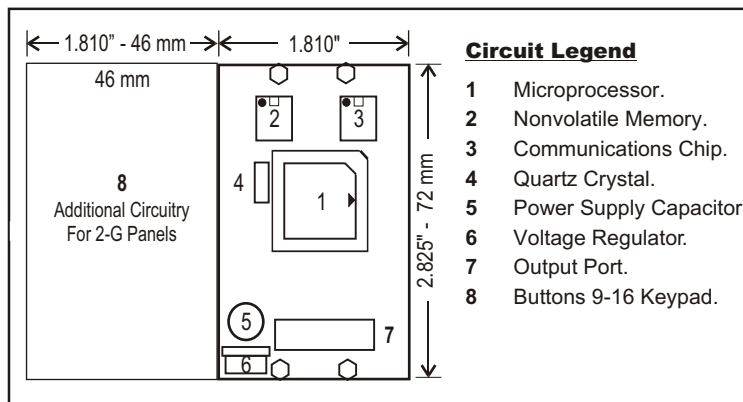 1.810” - 46 mm
1.810"
46 mm
8
Additional Circuitry
For 2-G Panels
2
3
4
1
5
6
7
2.825" - 72 mm
Circuit Legend
1 Microprocessor.
2 Nonvolatile Memory.
3 Communications Chip.
4 Quartz Crystal.
5 Power Supply Capacitor
6 Voltage Regulator.
7 Output Port.
8 Buttons 9-16 Keypad.